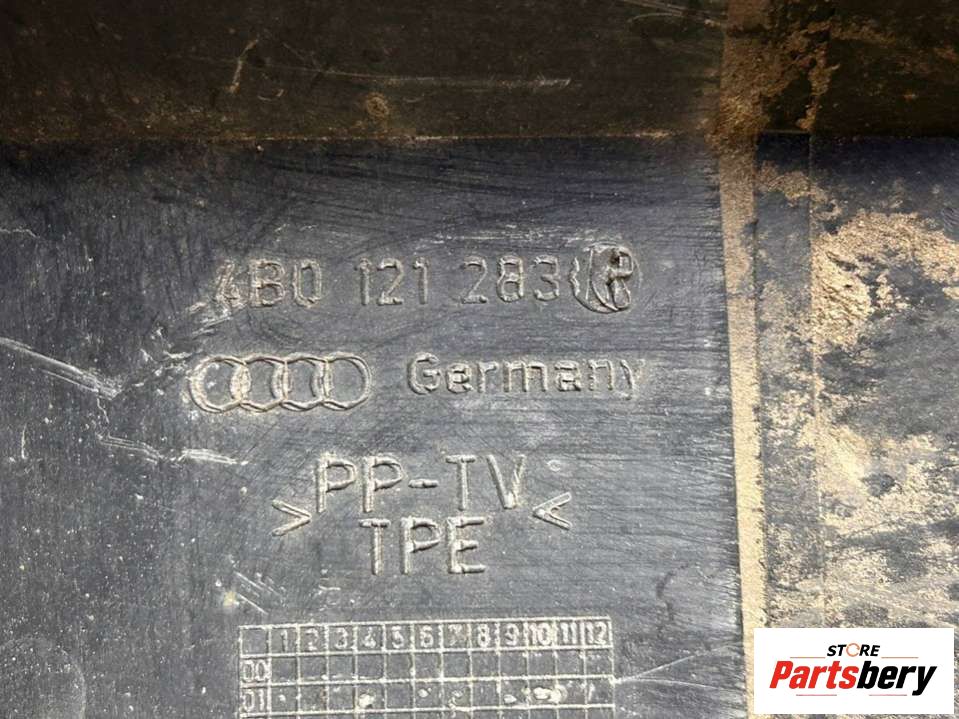 4B0 121 283
Germany
PP-TV
> <
TPE
1 2 3 4 5 6 7 8 9 10 11 12
00
01
STORE
Partsbery